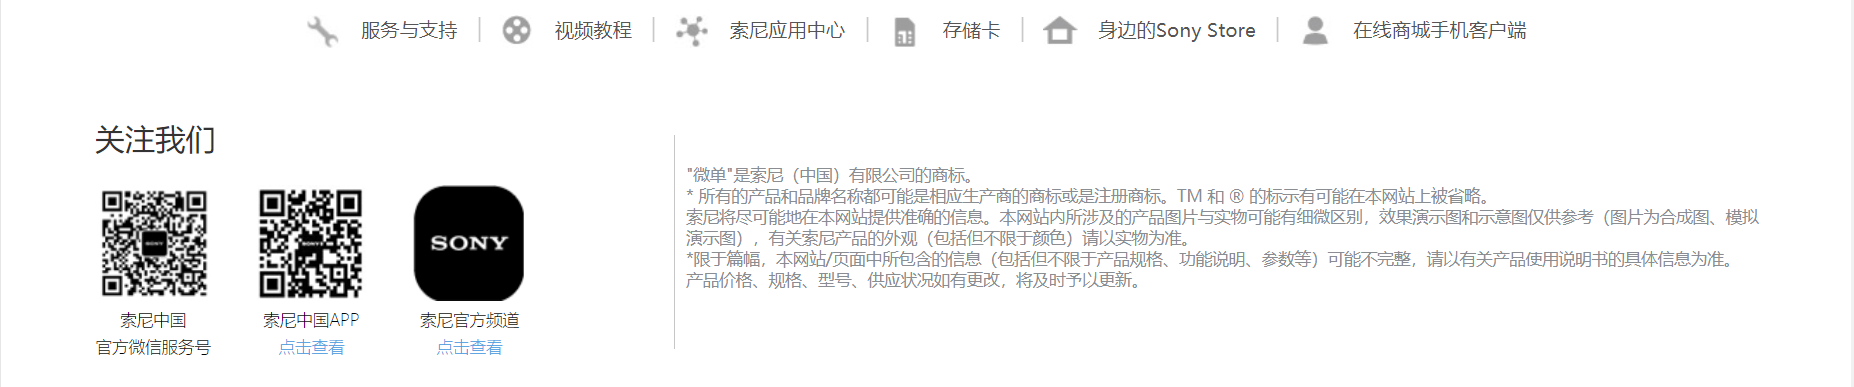 服务与支持 | 视频教程 | 索尼应用中心 | 存储卡 | 身边的Sony Store | 在线商城手机客户端
关注我们
SONY
索尼中国
官方微信服务号
索尼中国APP
点击查看
索尼官方频道
点击查看
"微单"是索尼（中国）有限公司的商标。
* 所有的产品和品牌名称都可能是相应生产商的商标或是注册商标。TM 和 ® 的标示有可能在本网站上被省略。
索尼将尽可能地在本网站提供准确的信息。本网站内所涉及的产品图片与实物可能有细微区别，效果演示图和示意图仅供参考（图片为合成图、模拟
演示图），有关索尼产品的外观（包括但不限于颜色）请以实物为准。
*限于篇幅，本网站/页面中所包含的信息（包括但不限于产品规格、功能说明、参数等）可能不完整，请以有关产品使用说明书的具体信息为准。
产品价格、规格、型号、供应状况如有更改，将及时予以更新。